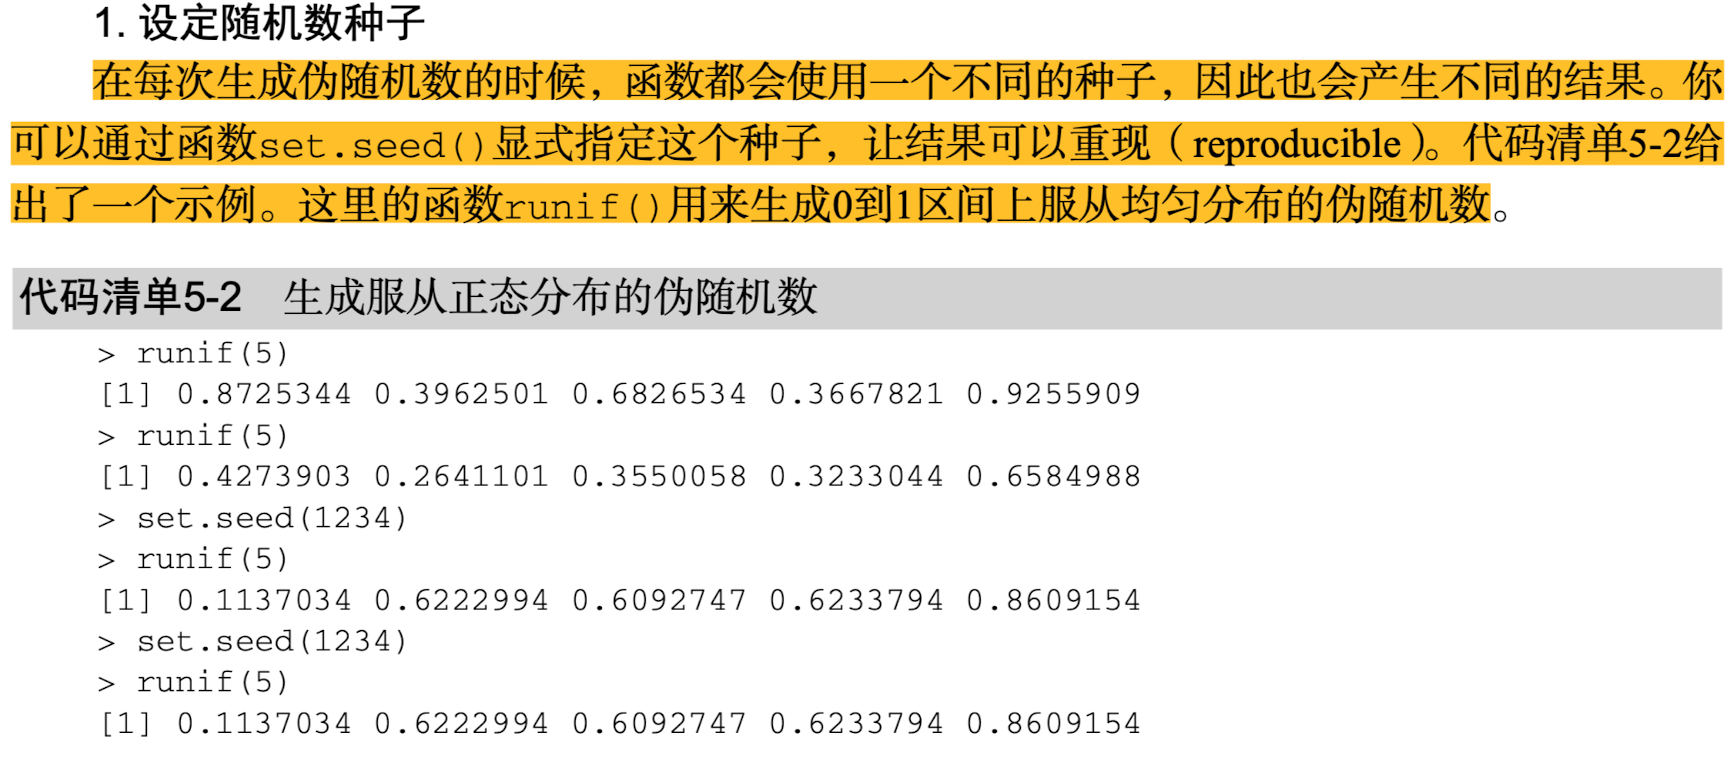 1. 设定随机数种子
在每次生成伪随机数的时候，函数都会使用一个不同的种子，因此也会产生不同的结果。你
可以通过函数set.seed()显式指定这个种子，让结果可以重现（reproducible）。代码清单5-2给
出了一个示例。这里的函数runif()用来生成0到1区间上服从均匀分布的伪随机数。
代码清单5-2 生成服从正态分布的伪随机数
> runif(5)
[1] 0.8725344 0.3962501 0.6826534 0.3667821 0.9255909
> runif(5)
[1] 0.4273903 0.2641101 0.3550058 0.3233044 0.6584988
> set.seed(1234)
> runif(5)
[1] 0.1137034 0.6222994 0.6092747 0.6233794 0.8609154
> set.seed(1234)
> runif(5)
[1] 0.1137034 0.6222994 0.6092747 0.6233794 0.8609154